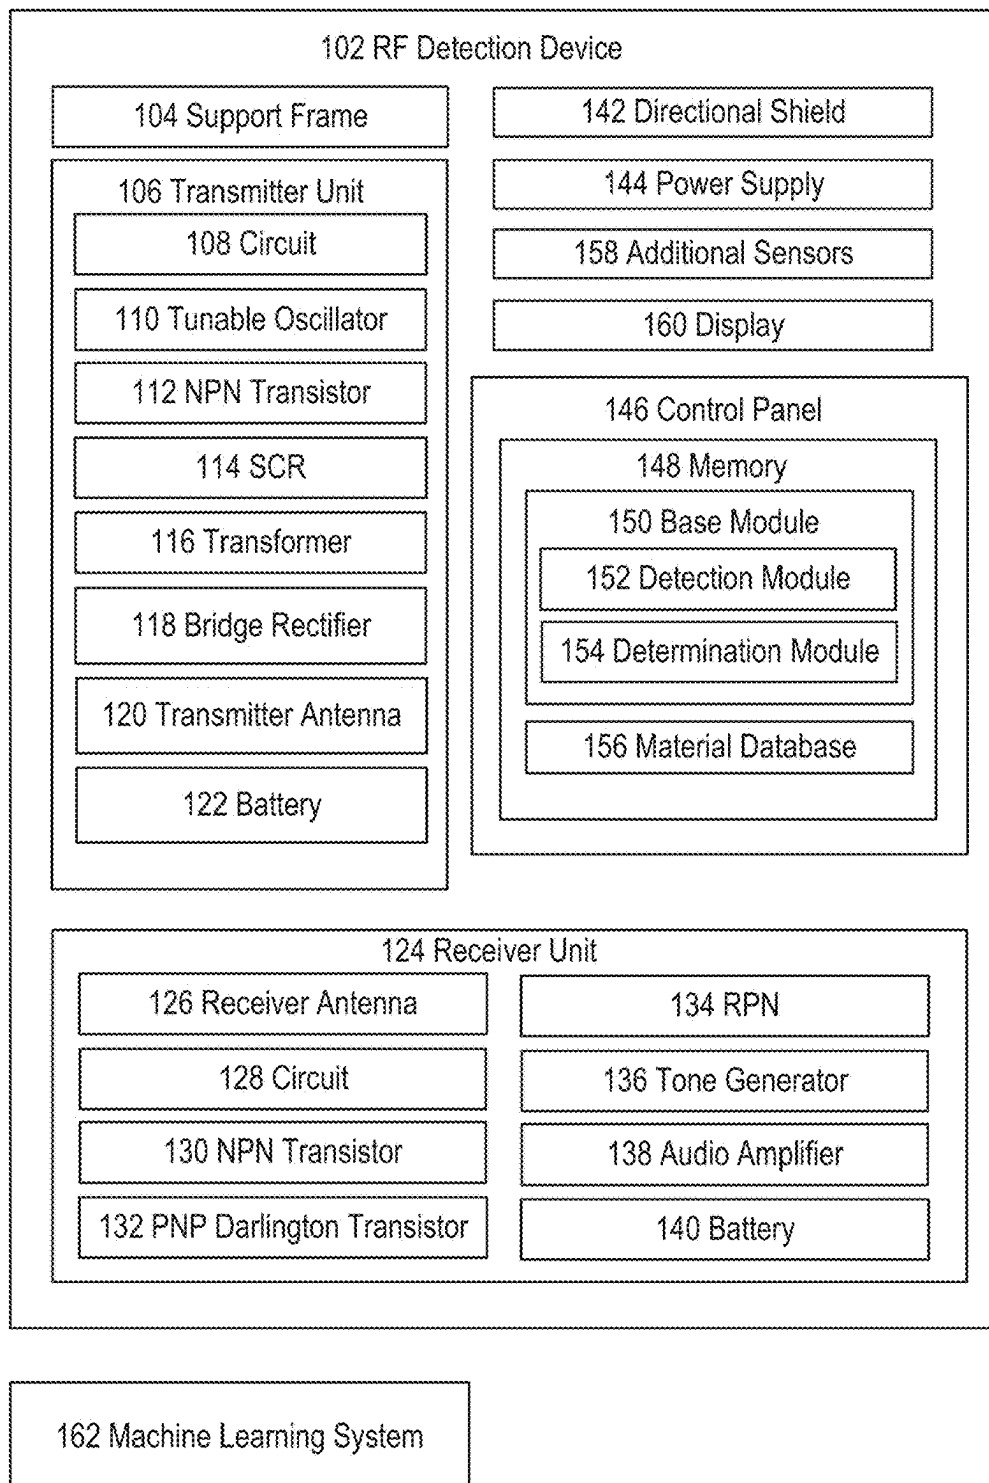 102 RF Detection Device
104 Support Frame
106 Transmitter Unit
108 Circuit
110 Tunable Oscillator
112 NPN Transistor
114 SCR
116 Transformer
118 Bridge Rectifier
120 Transmitter Antenna
122 Battery
142 Directional Shield
144 Power Supply
158 Additional Sensors
160 Display
146 Control Panel
148 Memory
150 Base Module
152 Detection Module
154 Determination Module
156 Material Database
124 Receiver Unit
126 Receiver Antenna
128 Circuit
130 NPN Transistor
132 PNP Darlington Transistor
134 RPN
136 Tone Generator
138 Audio Amplifier
140 Battery
162 Machine Learning System